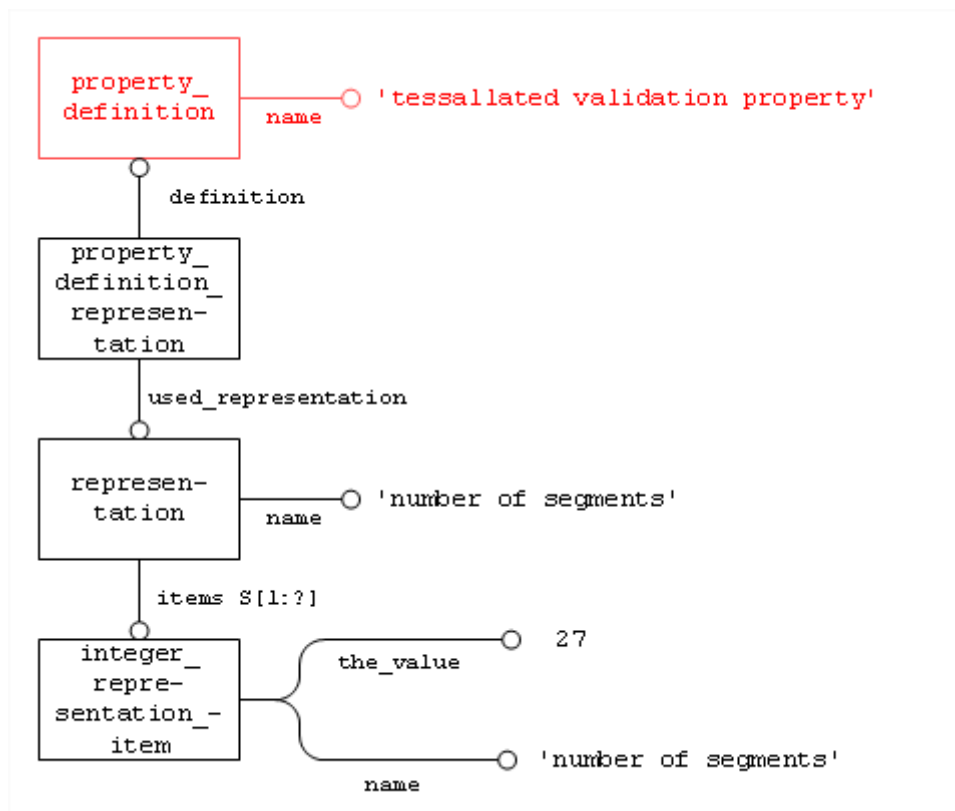 property_
definition
name
'tessallated validation property'
definition
property_
definition_
represen-
tation
used_representation
represen-
tation
name
'number of segments'
items S[1:?]
integer_
repre-
sentation_-
item
the_value
27
name
'number of segments'